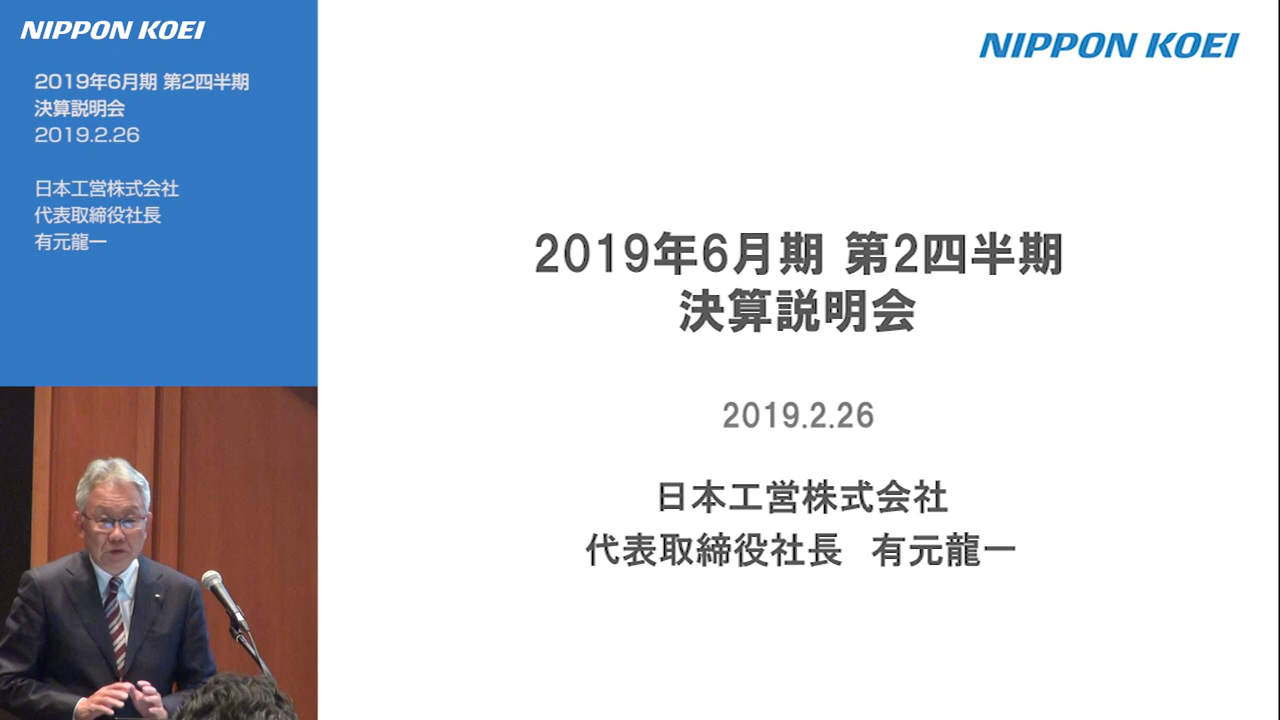 NIPPON KOEI
2019年6月期 第2四半期
決算説明会
2019.2.26
日本工営株式会社
代表取締役社長
有元龍一
NIPPON KOEI
2019年6月期 第2四半期
決算説明会
2019.2.26
日本工営株式会社
代表取締役社長 有元龍一